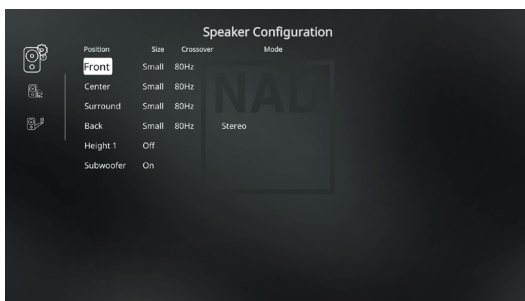 Speaker Configuration
Position Size Crossover Mode
Front Small 80Hz
Center Small 80Hz
Surround Small 80Hz
Back Small 80Hz Stereo
Height 1 Off
Subwoofer On
NAD